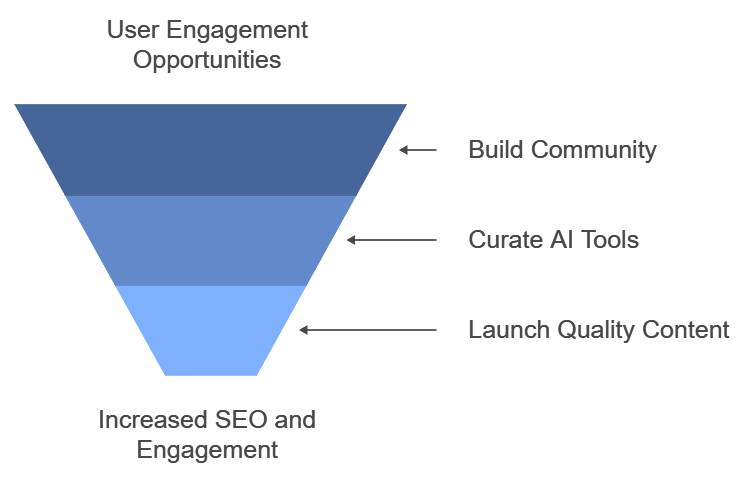 User Engagement
Opportunities
Build Community
Curate AI Tools
Launch Quality Content
Increased SEO and
Engagement